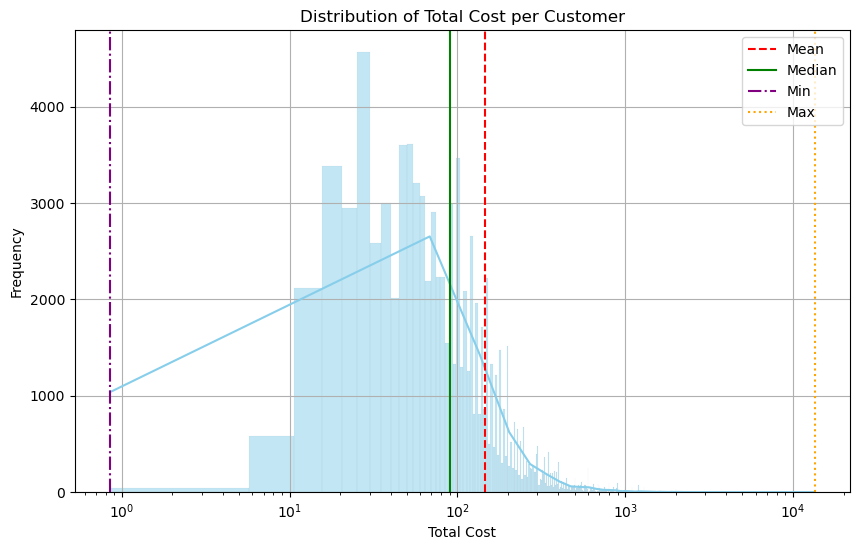 Distribution of Total Cost per Customer
Mean
Median
Min
Max
Frequency
4000
3000
2000
1000
0
10⁰
10¹
10²
10³
10⁴
Total Cost